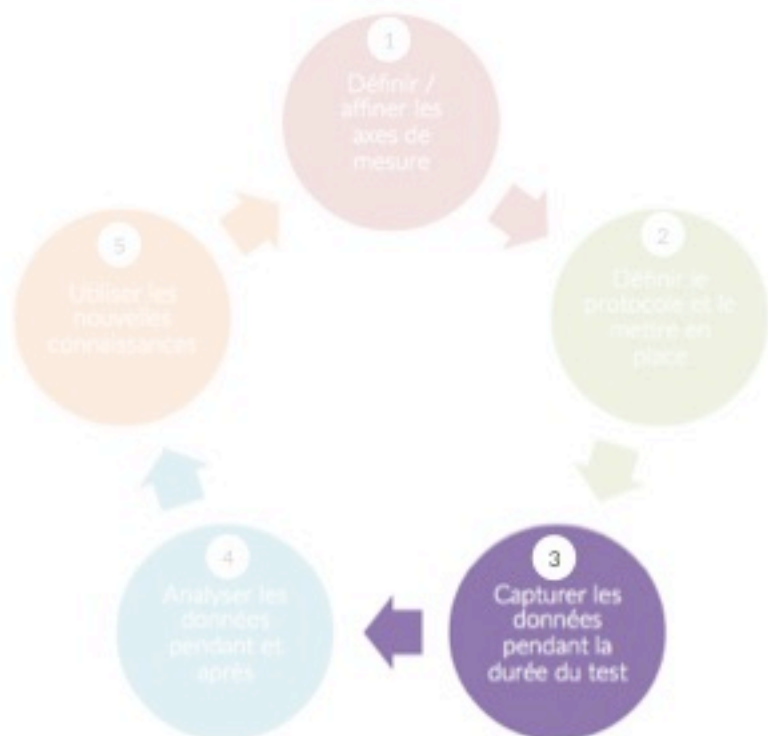 1
Définir /
affiner les
axes de
mesure
2
Définir le
protocole et le
mettre en
place
3
Capturer les
données
pendant la
durée du test
4
Analyser les
données
pendant et
après
5
Utiliser les
nouvelles
connaissances